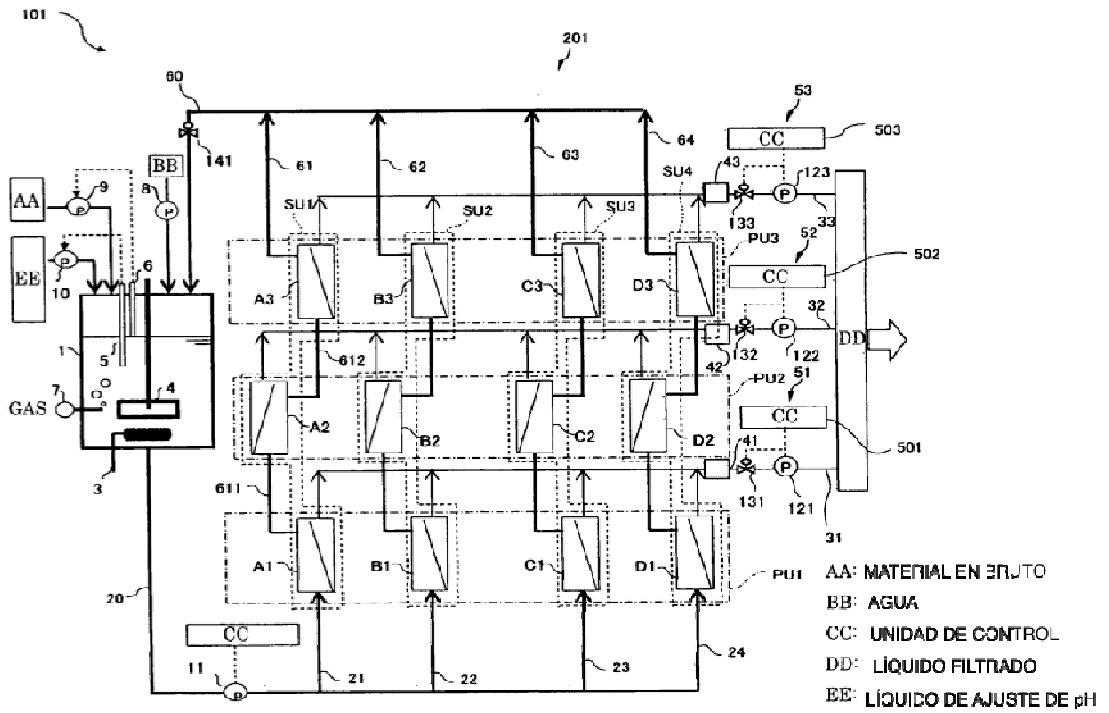 101
201
60
53
CC
503
141
61
62
63
64
BB
8
P
43
P
123
133
33
AA
9
P
SU1
SU2
SU3
SU4
52
PU3
502
EE
P
10
6
CC
A3
B3
C3
D3
32
P
DD
1
5
612
42
132
122
51
7
4
PU2
CC
GAS
A2
B2
C2
D2
41
501
3
611
P
131
121
31
A1
B1
C1
D1
PU1
AA: MATERIAL EN BRUTO
20
BB: AGUA
CC
CC: UNIDAD DE CONTROL
11
P
21
22
23
24
DD: LÍQUIDO FILTRADO
EE: LÍQUIDO DE AJUSTE DE pH